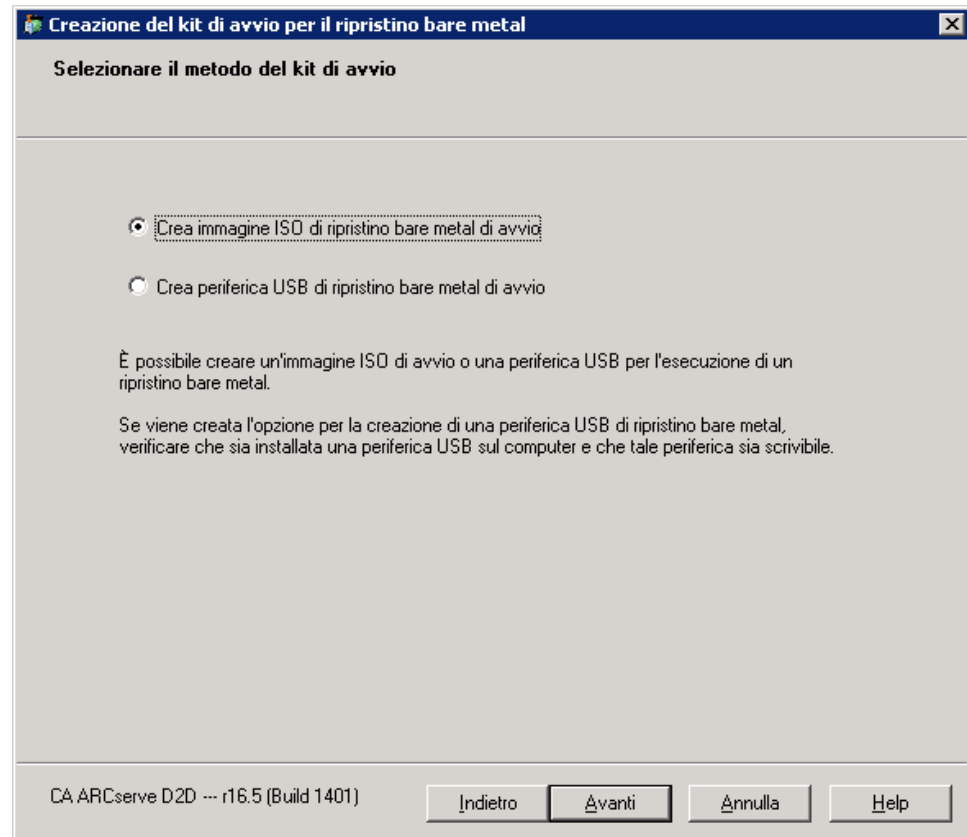 Creazione del kit di avvio per il ripristino bare metal
Selezionare il metodo del kit di avvio
Crea immagine ISO di ripristino bare metal di avvio
Crea periferica USB di ripristino bare metal di avvio
È possibile creare un'immagine ISO di avvio o una periferica USB per l'esecuzione di un
ripristino bare metal.
Se viene creata l'opzione per la creazione di una periferica USB di ripristino bare metal,
verificare che sia installata una periferica USB sul computer e che tale periferica sia scrivibile.
CA ARCserve D2D --- r16.5 (Build 1401)
Indietro
Avanti
Annulla
Help